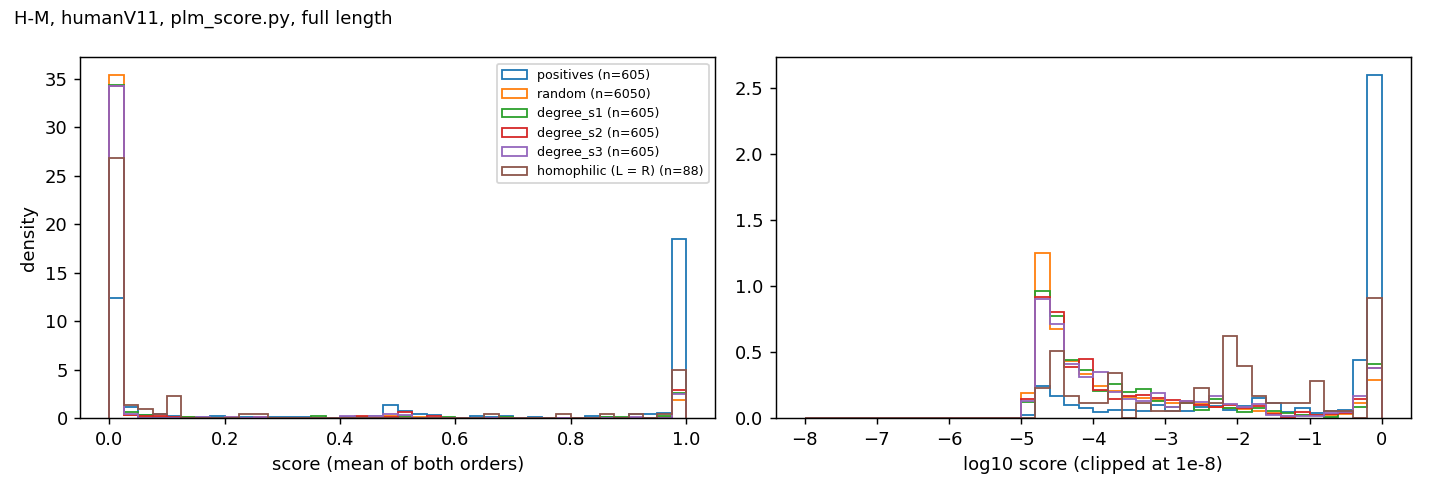 H-M, humanV11, plm_score.py, full length
positives (n=605)
random (n=6050)
degree_s1 (n=605)
degree_s2 (n=605)
degree_s3 (n=605)
homophilic (L = R) (n=88)
density
35
30
25
20
15
10
5
0
0.0 0.2 0.4 0.6 0.8 1.0
score (mean of both orders)
2.5
2.0
1.5
1.0
0.5
0.0
−8 −7 −6 −5 −4 −3 −2 −1 0
log10 score (clipped at 1e-8)